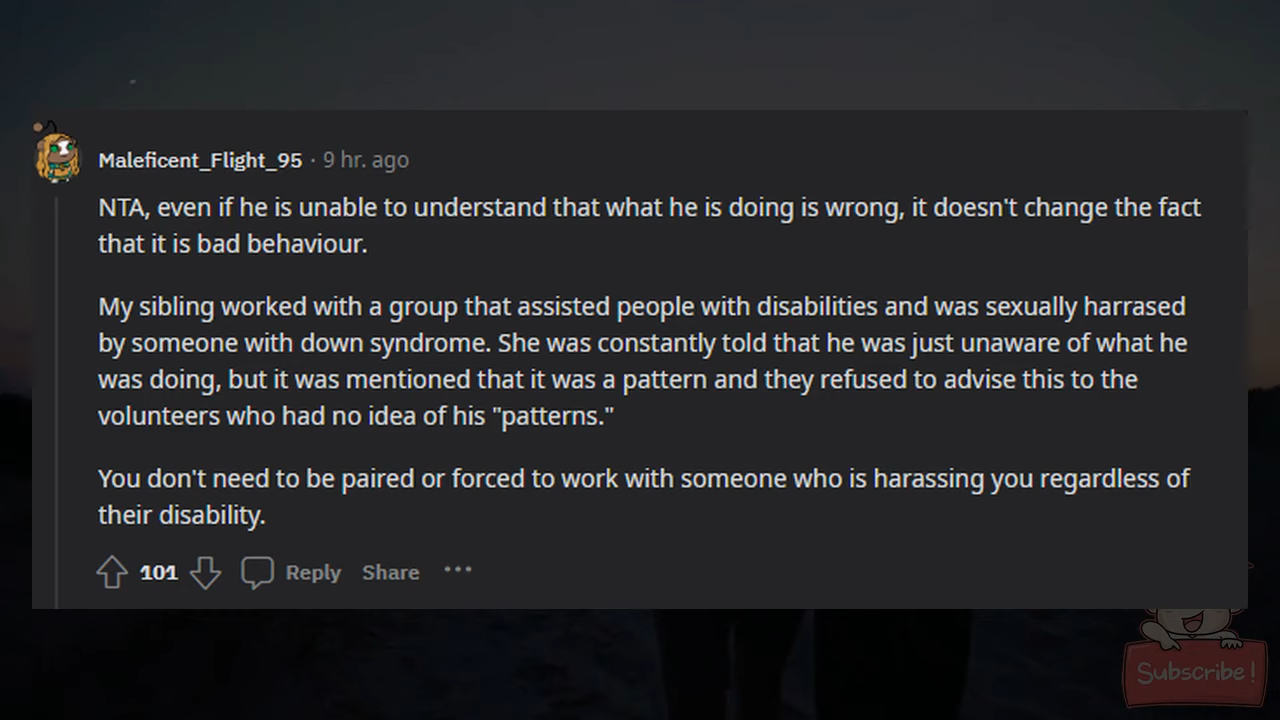 Maleficent_Flight_95 · 9 hr. ago
NTA, even if he is unable to understand that what he is doing is wrong, it doesn't change the fact
that it is bad behaviour.
My sibling worked with a group that assisted people with disabilities and was sexually harrased
by someone with down syndrome. She was constantly told that he was just unaware of what he
was doing, but it was mentioned that it was a pattern and they refused to advise this to the
volunteers who had no idea of his "patterns."
You don't need to be paired or forced to work with someone who is harassing you regardless of
their disability.
101 Reply Share ...
Subscribe!